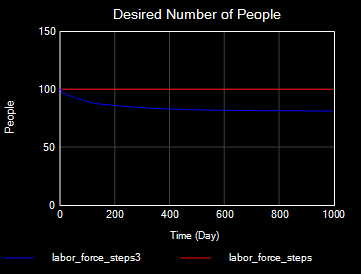 Desired Number of People
150
100
50
0
People
0 200 400 600 800 1000
Time (Day)
labor_force_steps3 labor_force_steps